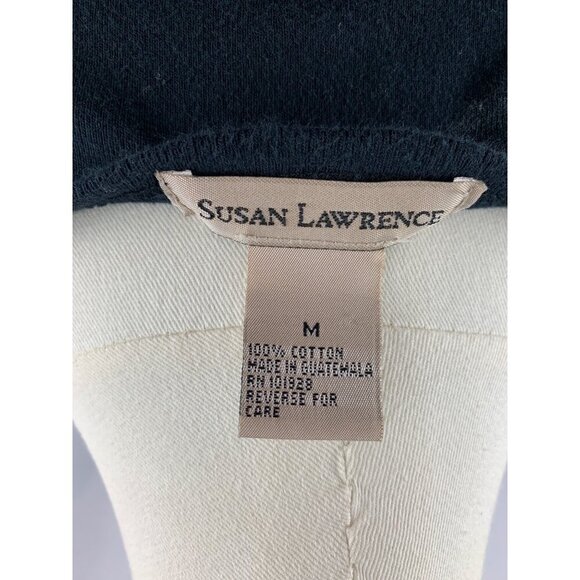 SUSAN LAWRENCE
M
100% COTTON
MADE IN GUATEMALA
RN 101928
REVERSE FOR
CARE